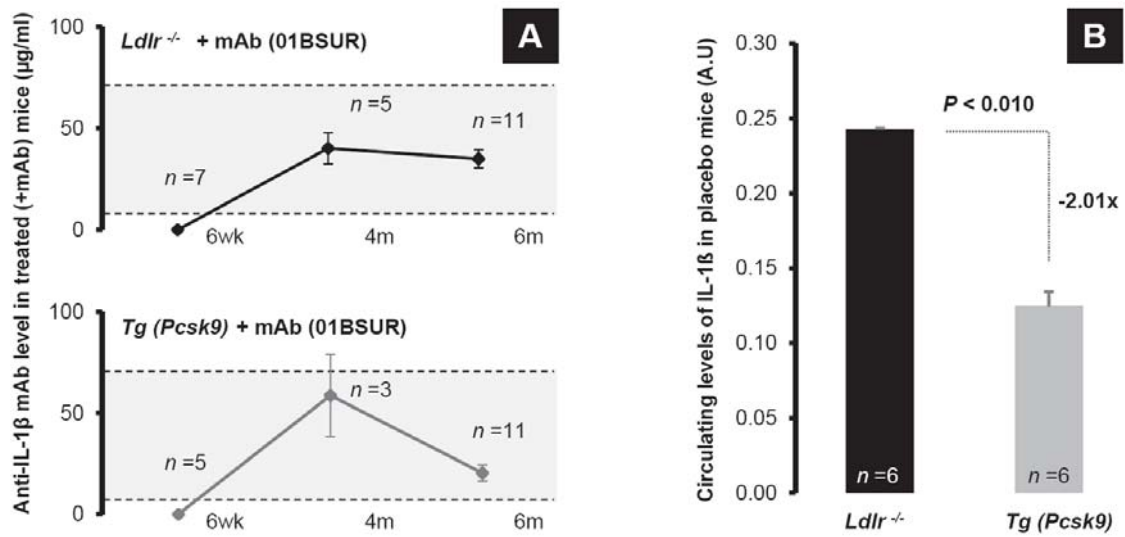 Anti-IL-1β mAb level in treated (+mAb) mice (µg/ml)
A
100
50
0
Ldlr -/- + mAb (01BSUR)
n =7
n =5
n =11
6wk
4m
6m
100
50
0
Tg (Pcsk9) + mAb (01BSUR)
n =5
n =3
n =11
6wk
4m
6m
B
Circulating levels of IL-1ß in placebo mice (A.U)
0.30
0.25
0.20
0.15
0.10
0.05
0.00
P < 0.010
-2.01x
n =6
n =6
Ldlr -/-
Tg (Pcsk9)